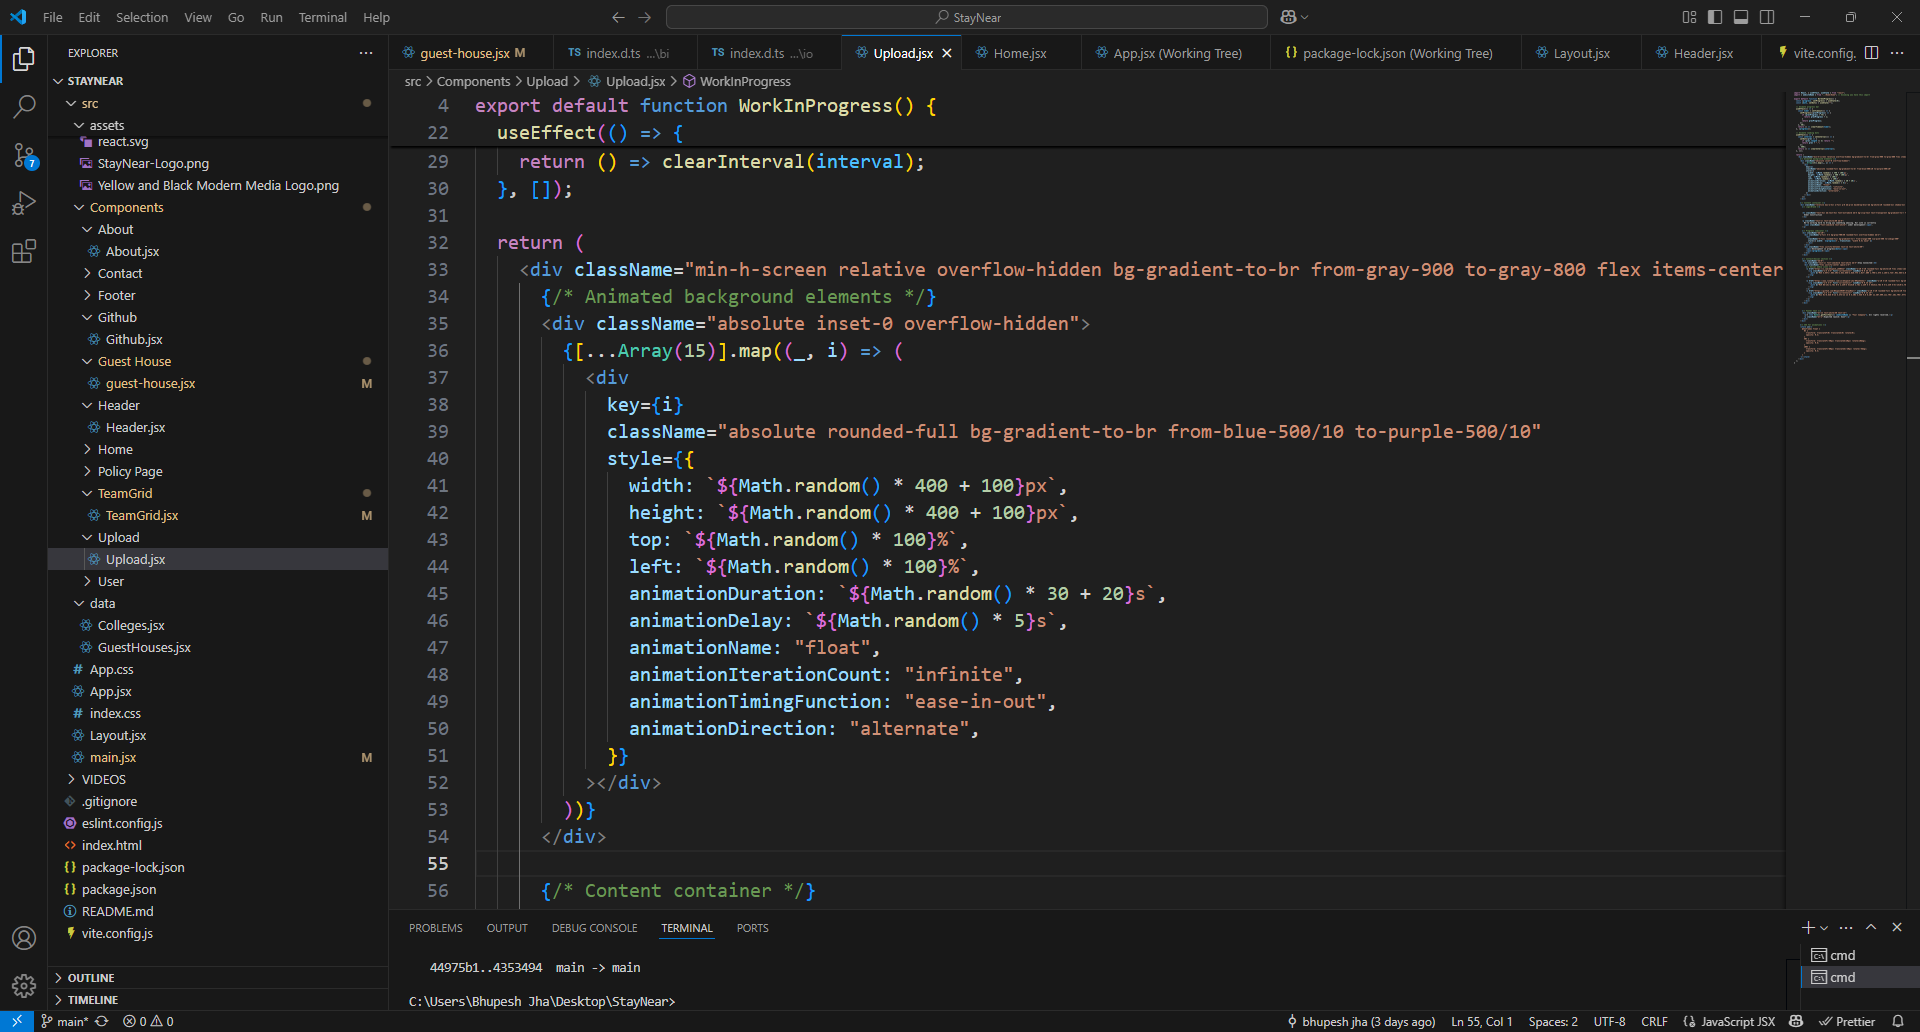 File Edit Selection View Go Run Terminal Help
StayNear
EXPLORER
guest-house.jsx M
TS index.d.ts ...\bi
TS index.d.ts ...\io
Upload.jsx
Home.jsx
App.jsx (Working Tree)
{} package-lock.json (Working Tree)
Layout.jsx
Header.jsx
vite.config.
src > Components > Upload > Upload.jsx > WorkInProgress
STAYNEAR
src
assets
react.svg
StayNear-Logo.png
Yellow and Black Modern Media Logo.png
Components
About
About.jsx
Contact
Footer
Github
Github.jsx
Guest House
guest-house.jsx M
Header
Header.jsx
Home
Policy Page
TeamGrid
TeamGrid.jsx M
Upload
Upload.jsx
User
data
Colleges.jsx
GuestHouses.jsx
# App.css
App.jsx
# index.css
Layout.jsx
main.jsx M
VIDEOS
.gitignore
eslint.config.js
<> index.html
{} package-lock.json
{} package.json
README.md
vite.config.js
OUTLINE
TIMELINE
7
4 export default function WorkInProgress() {
22 useEffect(() => {
29 return () => clearInterval(interval);
30 }, []);
31
32 return (
33 <div className="min-h-screen relative overflow-hidden bg-gradient-to-br from-gray-900 to-gray-800 flex items-center
34 {/* Animated background elements */}
35 <div className="absolute inset-0 overflow-hidden">
36 {[...Array(15)].map((_, i) => (
37 <div
38 key={i}
39 className="absolute rounded-full bg-gradient-to-br from-blue-500/10 to-purple-500/10"
40 style={{
41 width: `${Math.random() * 400 + 100}px`,
42 height: `${Math.random() * 400 + 100}px`,
43 top: `${Math.random() * 100}%`,
44 left: `${Math.random() * 100}%`,
45 animationDuration: `${Math.random() * 30 + 20}s`,
46 animationDelay: `${Math.random() * 5}s`,
47 animationName: "float",
48 animationIterationCount: "infinite",
49 animationTimingFunction: "ease-in-out",
50 animationDirection: "alternate",
51 }}
52 ></div>
53 ))}
54 </div>
55
56 {/* Content container */}
PROBLEMS OUTPUT DEBUG CONSOLE TERMINAL PORTS
44975b1..4353494 main -> main
C:\Users\Bhupesh Jha\Desktop\StayNear>
cmd
cmd
main* 0 0
bhupesh jha (3 days ago) Ln 55, Col 1 Spaces: 2 UTF-8 CRLF {} JavaScript JSX Prettier